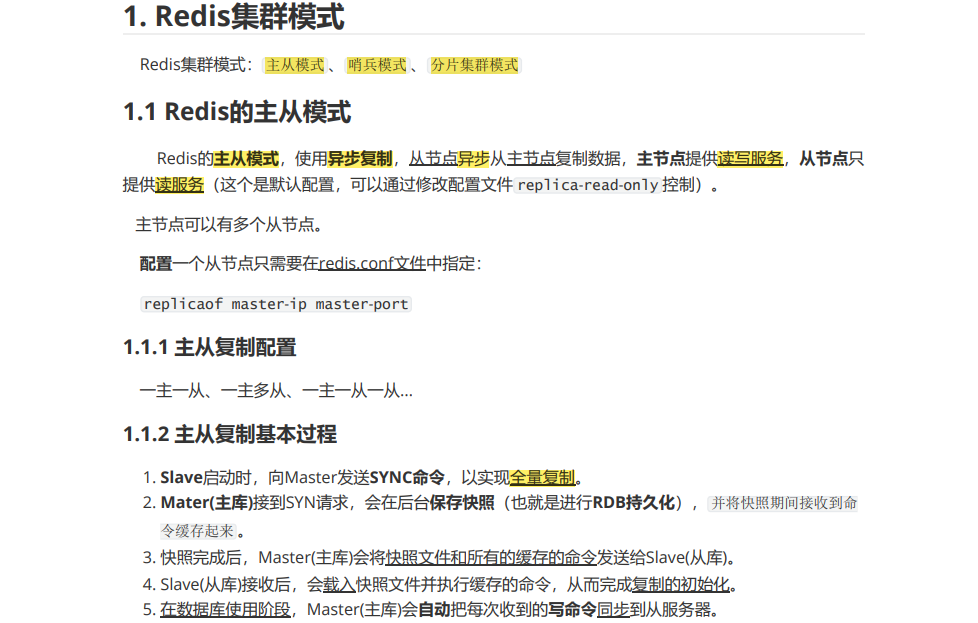 1. Redis集群模式
Redis集群模式：主从模式、哨兵模式、分片集群模式
1.1 Redis的主从模式
Redis的主从模式，使用异步复制，从节点异步从主节点复制数据，主节点提供读写服务，从节点只
提供读服务（这个是默认配置，可以通过修改配置文件 replica-read-only 控制）。
主节点可以有多个从节点。
配置一个从节点只需要在redis.conf文件中指定：
replicaof master-ip master-port
1.1.1 主从复制配置
一主一从、一主多从、一主一从一从...
1.1.2 主从复制基本过程
1. Slave启动时，向Master发送SYNC命令，以实现全量复制。
2. Mater(主库)接到SYN请求，会在后台保存快照（也就是进行RDB持久化），并将快照期间接收到命
令缓存起来。
3. 快照完成后，Master(主库)会将快照文件和所有的缓存的命令发送给Slave(从库)。
4. Slave(从库)接收后，会载入快照文件并执行缓存的命令，从而完成复制的初始化。
5. 在数据库使用阶段，Master(主库)会自动把每次收到的写命令同步到从服务器。